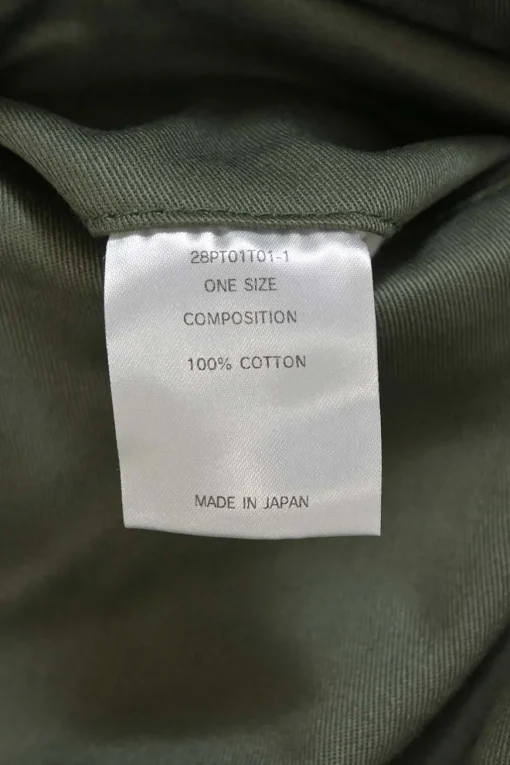 28PT01T01-1
ONE SIZE
COMPOSITION
100% COTTON
MADE IN JAPAN